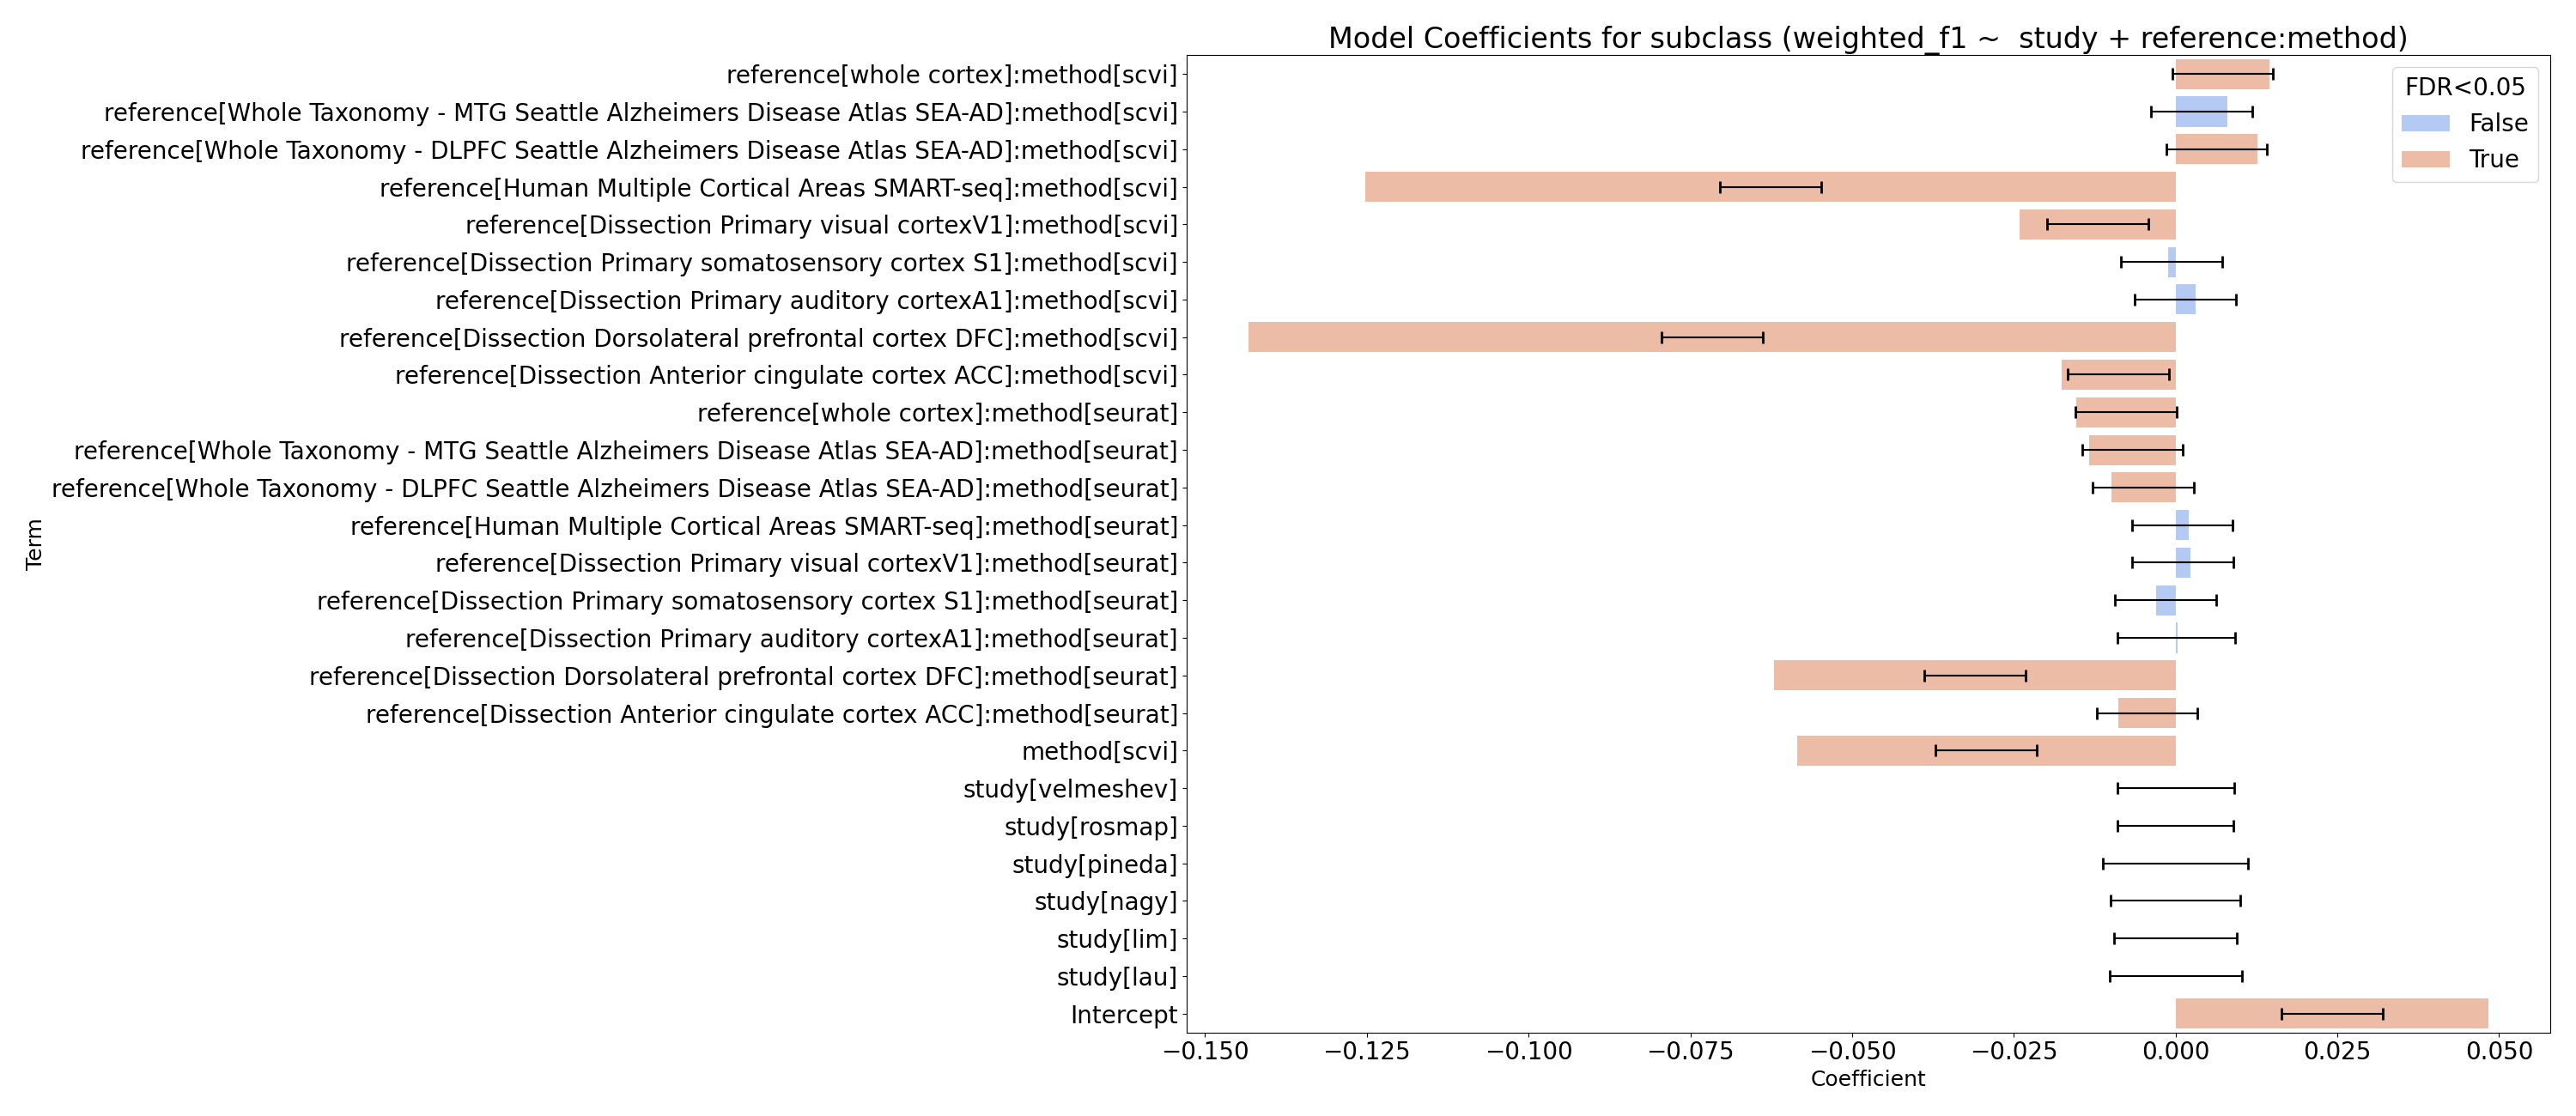 Model Coefficients for subclass (weighted_f1 ~  study + reference:method)
reference[whole cortex]:method[scvi]
reference[Whole Taxonomy - MTG Seattle Alzheimers Disease Atlas SEA-AD]:method[scvi]
reference[Whole Taxonomy - DLPFC Seattle Alzheimers Disease Atlas SEA-AD]:method[scvi]
reference[Human Multiple Cortical Areas SMART-seq]:method[scvi]
reference[Dissection Primary visual cortexV1]:method[scvi]
reference[Dissection Primary somatosensory cortex S1]:method[scvi]
reference[Dissection Primary auditory cortexA1]:method[scvi]
reference[Dissection Dorsolateral prefrontal cortex DFC]:method[scvi]
reference[Dissection Anterior cingulate cortex ACC]:method[scvi]
reference[whole cortex]:method[seurat]
reference[Whole Taxonomy - MTG Seattle Alzheimers Disease Atlas SEA-AD]:method[seurat]
reference[Whole Taxonomy - DLPFC Seattle Alzheimers Disease Atlas SEA-AD]:method[seurat]
reference[Human Multiple Cortical Areas SMART-seq]:method[seurat]
reference[Dissection Primary visual cortexV1]:method[seurat]
reference[Dissection Primary somatosensory cortex S1]:method[seurat]
reference[Dissection Primary auditory cortexA1]:method[seurat]
reference[Dissection Dorsolateral prefrontal cortex DFC]:method[seurat]
reference[Dissection Anterior cingulate cortex ACC]:method[seurat]
method[scvi]
study[velmeshev]
study[rosmap]
study[pineda]
study[nagy]
study[lim]
study[lau]
Intercept
Term
FDR<0.05
False
True
−0.150 −0.125 −0.100 −0.075 −0.050 −0.025 0.000 0.025 0.050
Coefficient